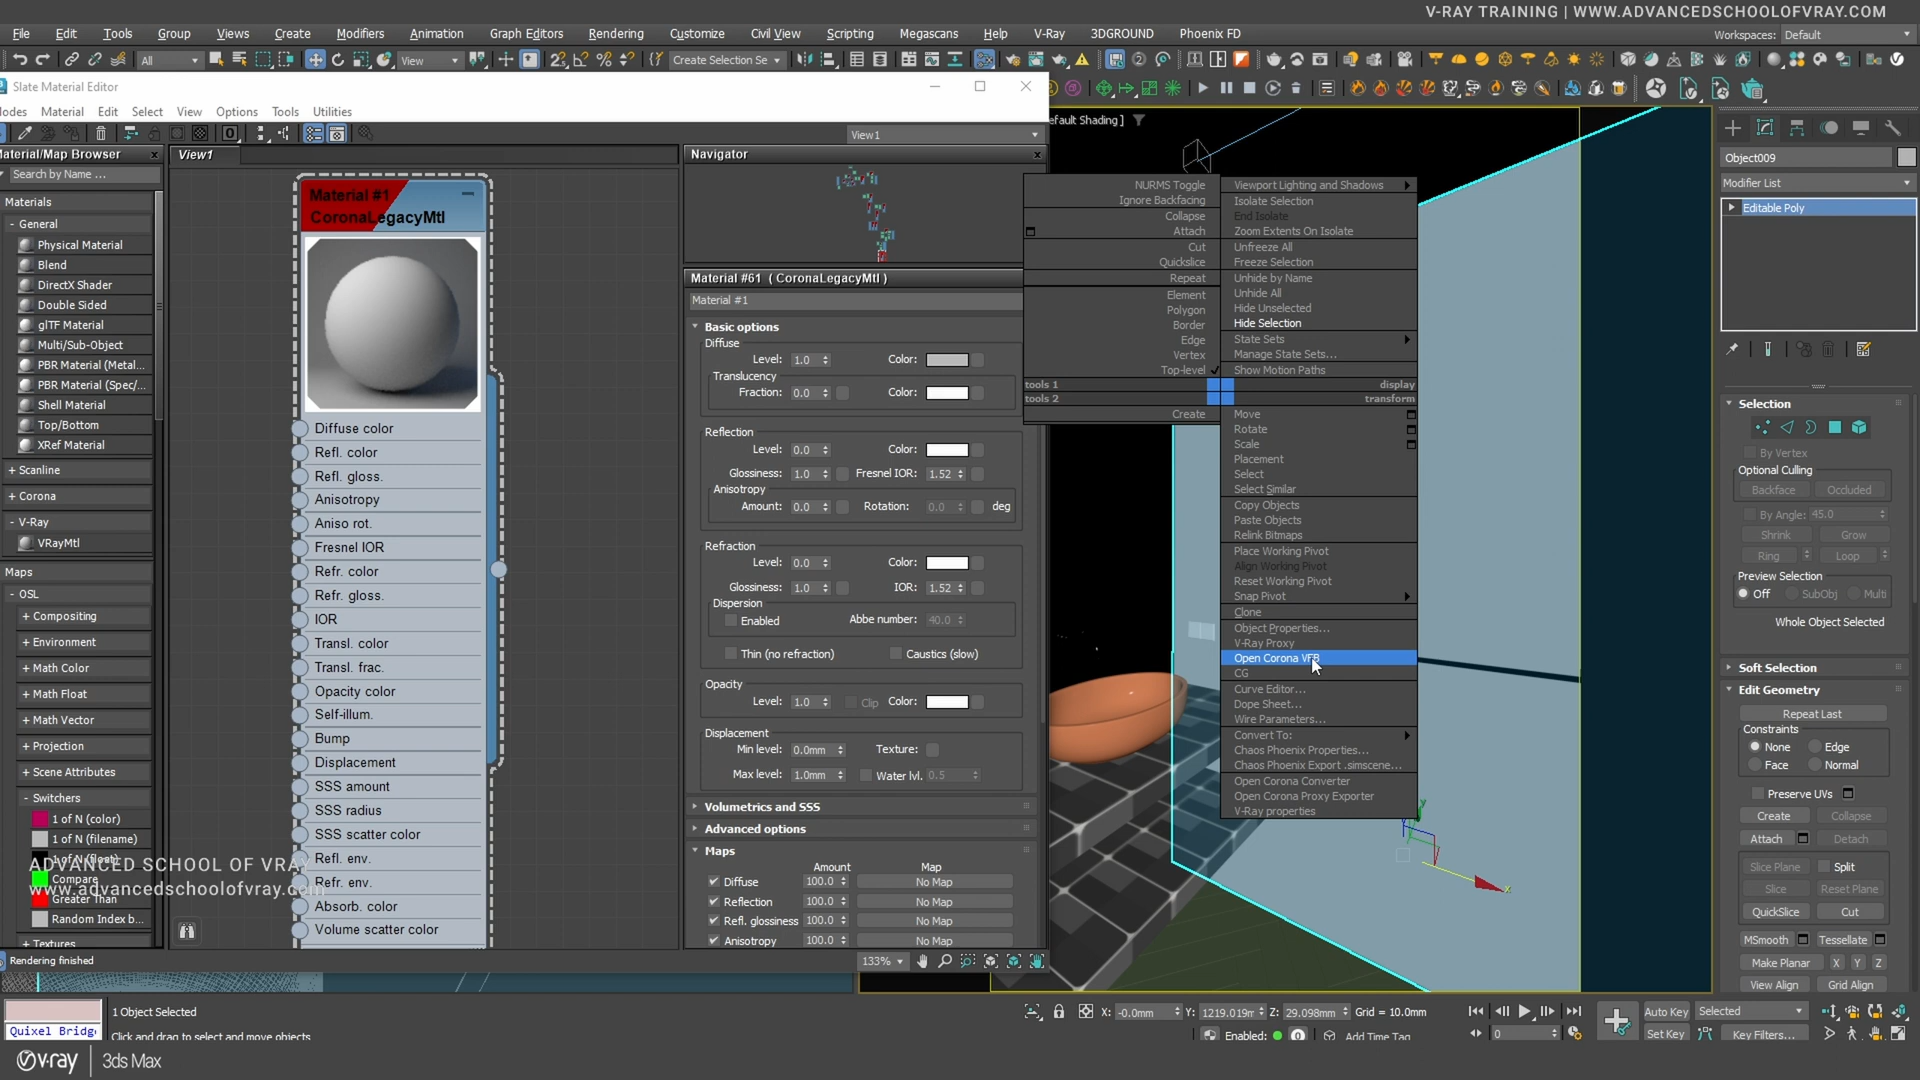 V-RAY TRAINING | WWW.ADVANCEDSCHOOLOFVRAY.COM
File Edit Tools Group Views Create Modifiers Animation Graph Editors Rendering Customize Civil View Scripting Megascans Help V-Ray 3DGROUND Phoenix FD
Workspaces: Default
All View Create Selection Se
Slate Material Editor
Material Edit Select View Options Tools Utilities
View1
Material/Map Browser
View1
Navigator
Search by Name ...
Materials
- General
Physical Material
Blend
DirectX Shader
Double Sided
glTF Material
Multi/Sub-Object
PBR Material (Metal...
PBR Material (Spec/...
Shell Material
Top/Bottom
XRef Material
+ Scanline
+ Corona
- V-Ray
VRayMtl
Maps
- OSL
+ Compositing
+ Environment
+ Math Color
+ Math Float
+ Math Vector
+ Projection
+ Scene Attributes
- Switchers
1 of N (color)
1 of N (filename)
1 of N (float)
Compare
Greater Than
Random Index b...
+ Textures
ADVANCED SCHOOL OF VRAY
www.advancedschoolofvray.com
Material #1
CoronaLegacyMtl
Diffuse color
Refl. color
Refl. gloss.
Anisotropy
Aniso rot.
Fresnel IOR
Refr. color
Refr. gloss.
IOR
Transl. color
Transl. frac.
Opacity color
Self-illum.
Bump
Displacement
SSS amount
SSS radius
SSS scatter color
Refl. env.
Refr. env.
Absorb. color
Volume scatter color
Material #61 ( CoronaLegacyMtl )
Material #1
Basic options
Diffuse
Level: 1.0 Color:
Translucency
Fraction: 0.0 Color:
Reflection
Level: 0.0 Color:
Glossiness: 1.0 Fresnel IOR: 1.52
Anisotropy
Amount: 0.0 Rotation: 0.0 deg
Refraction
Level: 0.0 Color:
Glossiness: 1.0 IOR: 1.52
Dispersion
Enabled Abbe number: 40.0
Thin (no refraction) Caustics (slow)
Opacity
Level: 1.0 Clip Color:
Displacement
Min level: 0.0mm Texture:
Max level: 1.0mm Water lvl. 0.5
Volumetrics and SSS
Advanced options
Maps
Amount Map
Diffuse 100.0 No Map
Reflection 100.0 No Map
Refl. glossiness 100.0 No Map
Anisotropy 100.0 No Map
Rendering finished
133%
efault Shading ]
NURMS Toggle
Ignore Backfacing
Collapse
Attach
Cut
Quickslice
Repeat
Element
Polygon
Border
Edge
Vertex
Top-level
tools 1
tools 2
Create
Viewport Lighting and Shadows
Isolate Selection
End Isolate
Zoom Extents On Isolate
Unfreeze All
Freeze Selection
Unhide by Name
Unhide All
Hide Unselected
Hide Selection
State Sets
Manage State Sets...
Show Motion Paths
display
transform
Move
Rotate
Scale
Placement
Select
Select Similar
Copy Objects
Paste Objects
Relink Bitmaps
Place Working Pivot
Align Working Pivot
Reset Working Pivot
Snap Pivot
Clone
Object Properties...
V-Ray Proxy
Open Corona VFB
CG
Curve Editor...
Dope Sheet...
Wire Parameters...
Convert To:
Chaos Phoenix Properties...
Chaos Phoenix Export .simscene...
Open Corona Converter
Open Corona Proxy Exporter
V-Ray properties
y
x
Object009
Modifier List
Editable Poly
Selection
By Vertex
Optional Culling
Backface Occluded
By Angle: 45.0
Shrink Grow
Ring Loop
Preview Selection
Off SubObj Multi
Whole Object Selected
Soft Selection
Edit Geometry
Repeat Last
Constraints
None Edge
Face Normal
Preserve UVs
Create Collapse
Attach Detach
Slice Plane Split
Slice Reset Plane
QuickSlice Cut
MSmooth Tessellate
Make Planar X Y Z
View Align Grid Align
1 Object Selected
Quixel Bridg
Click and drag to select and move objects
X: -0.0mm Y: 1219.019m Z: 29.098mm Grid = 10.0mm
Enabled: Add Time Tag
0
Auto Key Selected
Set Key Key Filters...
v-ray 3ds Max